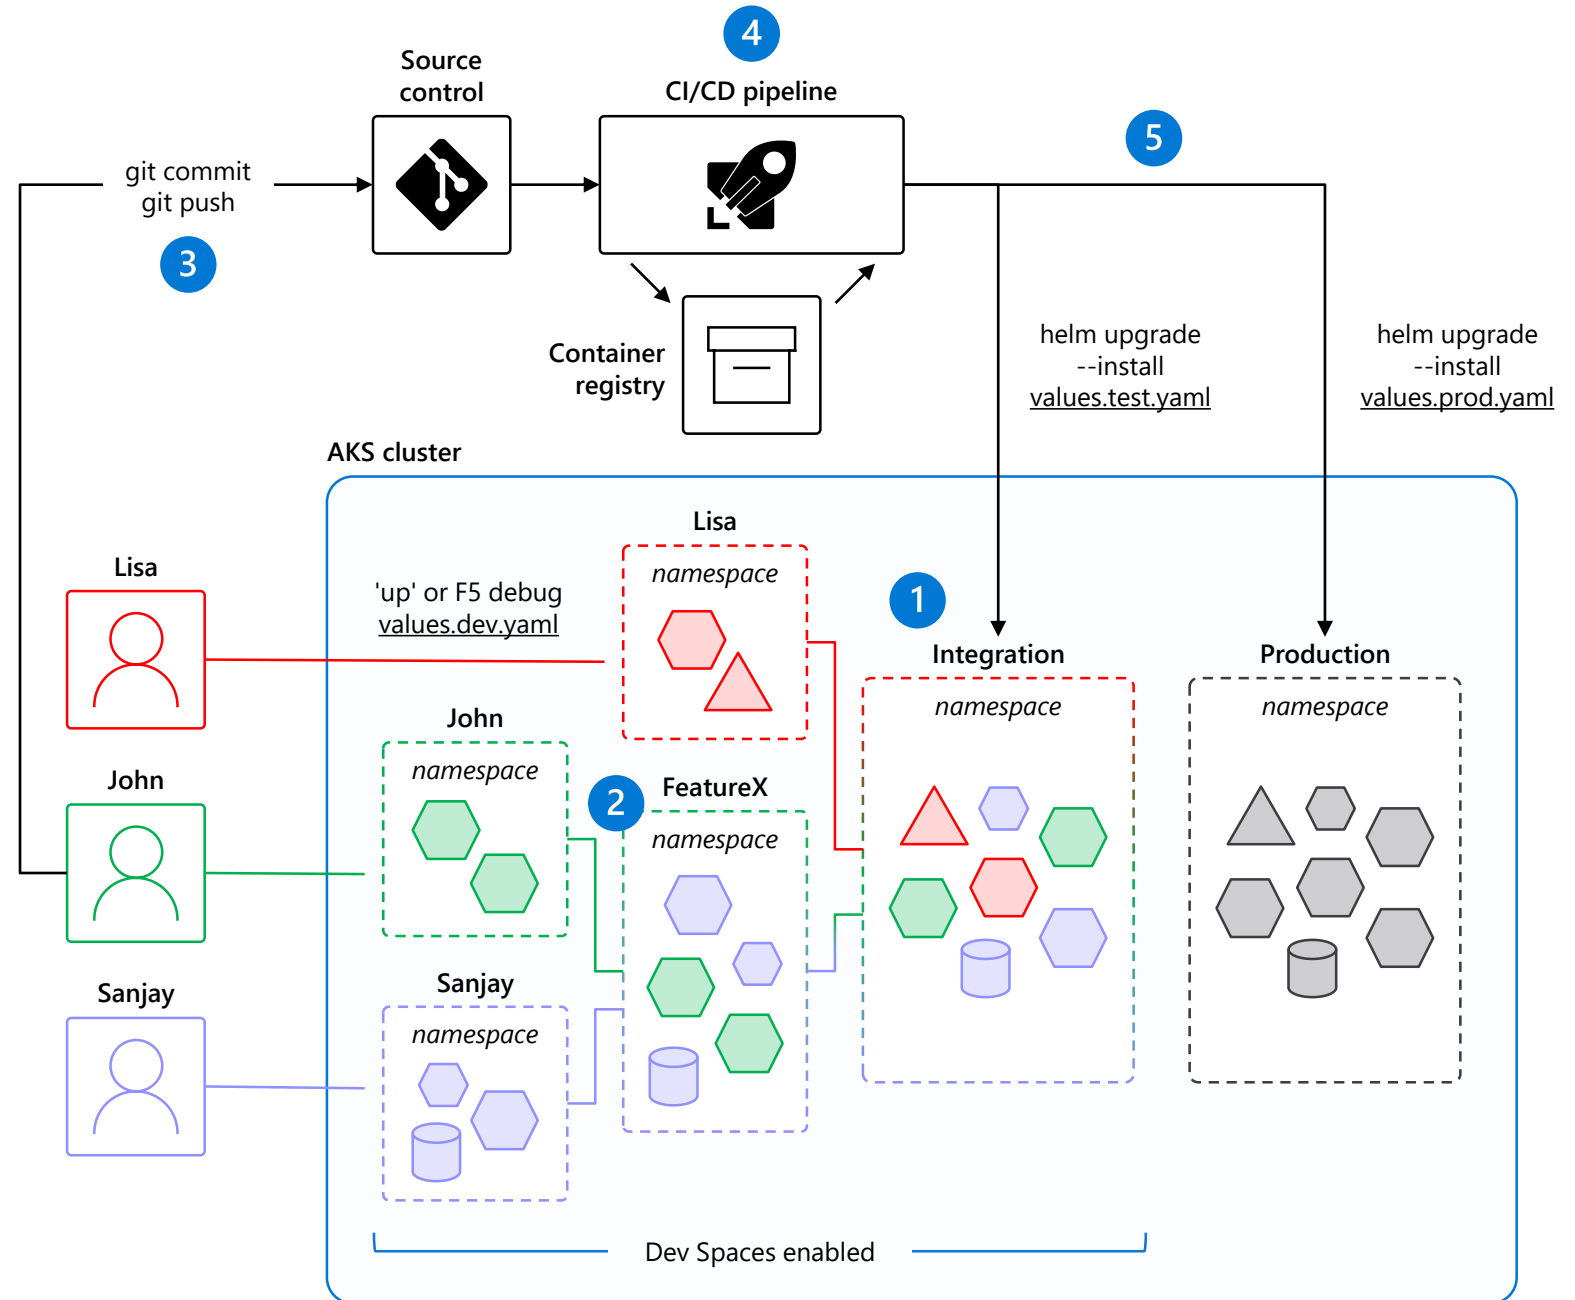 4
Source
control
CI/CD pipeline
5
git commit
git push
3
Container
registry
helm upgrade
--install
values.test.yaml
helm upgrade
--install
values.prod.yaml
AKS cluster
Lisa
Lisa
namespace
'up' or F5 debug
values.dev.yaml
1
Integration
namespace
Production
namespace
John
John
namespace
2
FeatureX
namespace
Sanjay
Sanjay
namespace
Dev Spaces enabled